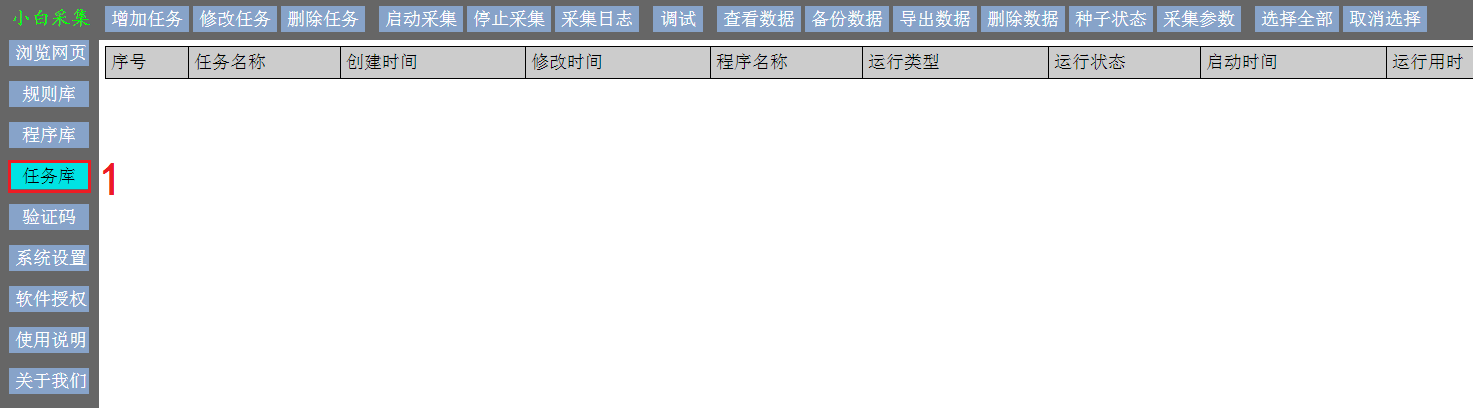 小白采集 增加任务 修改任务 删除任务 启动采集 停止采集 采集日志 调试 查看数据 备份数据 导出数据 删除数据 种子状态 采集参数 选择全部 取消选择
浏览网页
序号 任务名称 创建时间 修改时间 程序名称 运行类型 运行状态 启动时间 运行用时
规则库
程序库
任务库 1
验证码
系统设置
软件授权
使用说明
关于我们